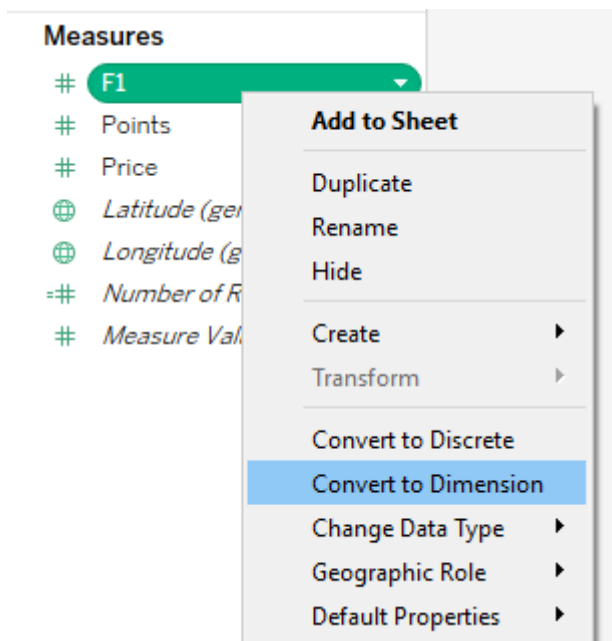 Measures
F1
Points
Price
Latitude (ger
Longitude (g
Number of R
Measure Val
Add to Sheet
Duplicate
Rename
Hide
Create
Transform
Convert to Discrete
Convert to Dimension
Change Data Type
Geographic Role
Default Properties